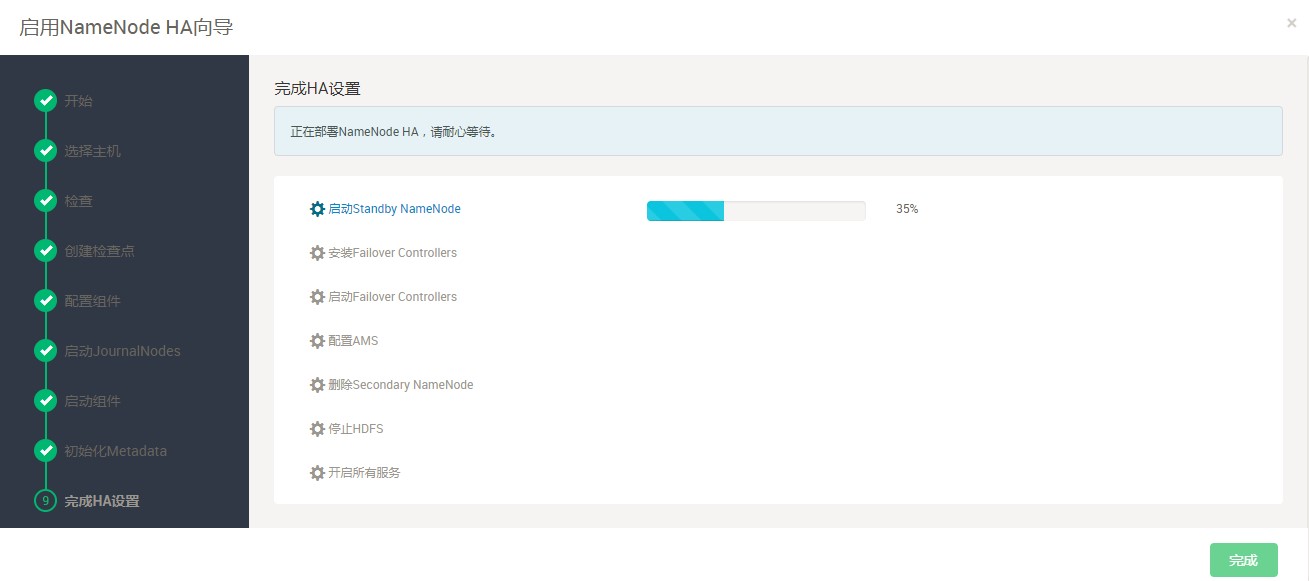 启用NameNode HA向导
×
开始
选择主机
检查
创建检查点
配置组件
启动JournalNodes
启动组件
初始化Metadata
9 完成HA设置
完成HA设置
正在部署NameNode HA，请耐心等待。
启动Standby NameNode 35%
安装Failover Controllers
启动Failover Controllers
配置AMS
删除Secondary NameNode
停止HDFS
开启所有服务
完成